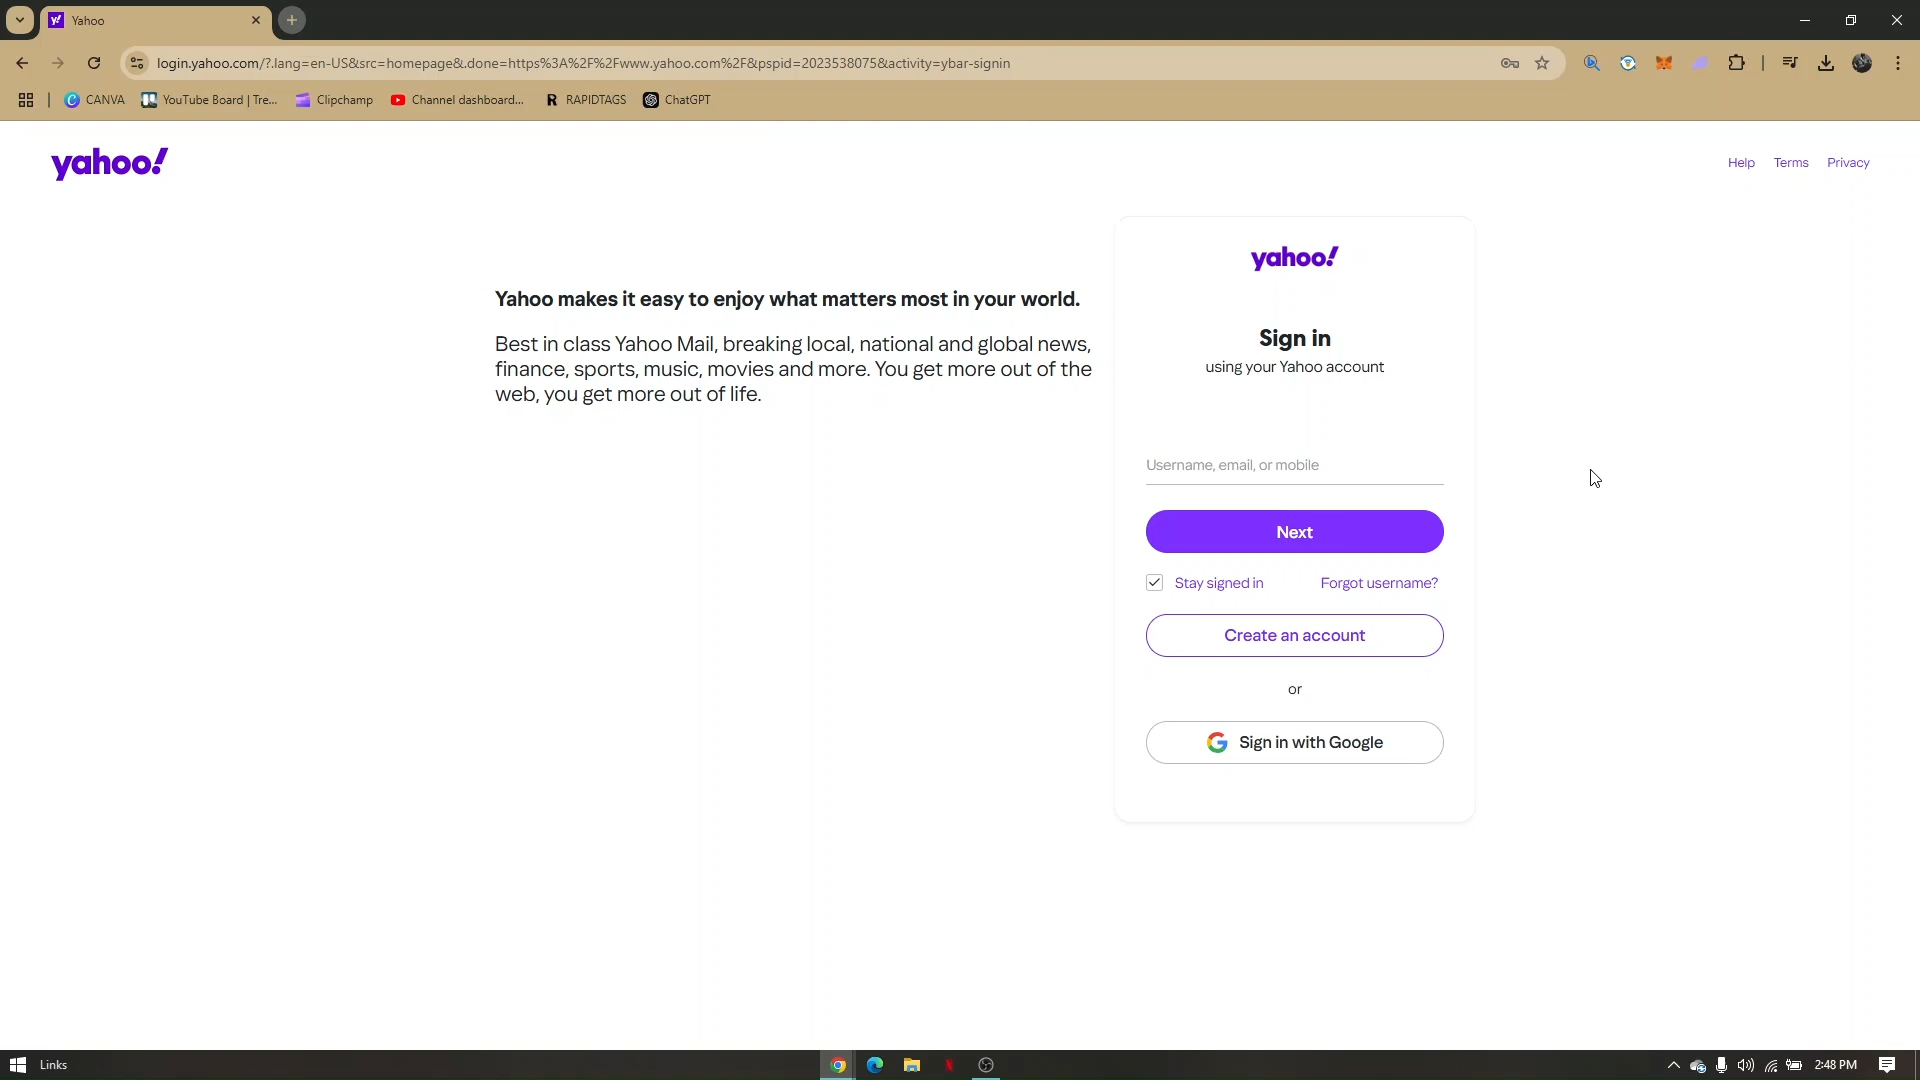 Yahoo
login.yahoo.com/?.lang=en-US&src=homepage&.done=https%3A%2F%2Fwww.yahoo.com%2F&pspid=2023538075&activity=ybar-signin
CANVA
YouTube Board | Tre...
Clipchamp
Channel dashboard...
R RAPIDTAGS
ChatGPT
yahoo!
Help
Terms
Privacy
Yahoo makes it easy to enjoy what matters most in your world.
Best in class Yahoo Mail, breaking local, national and global news,
finance, sports, music, movies and more. You get more out of the
web, you get more out of life.
yahoo!
Sign in
using your Yahoo account
Username, email, or mobile
Next
Stay signed in
Forgot username?
Create an account
or
Sign in with Google
Links
2:48 PM